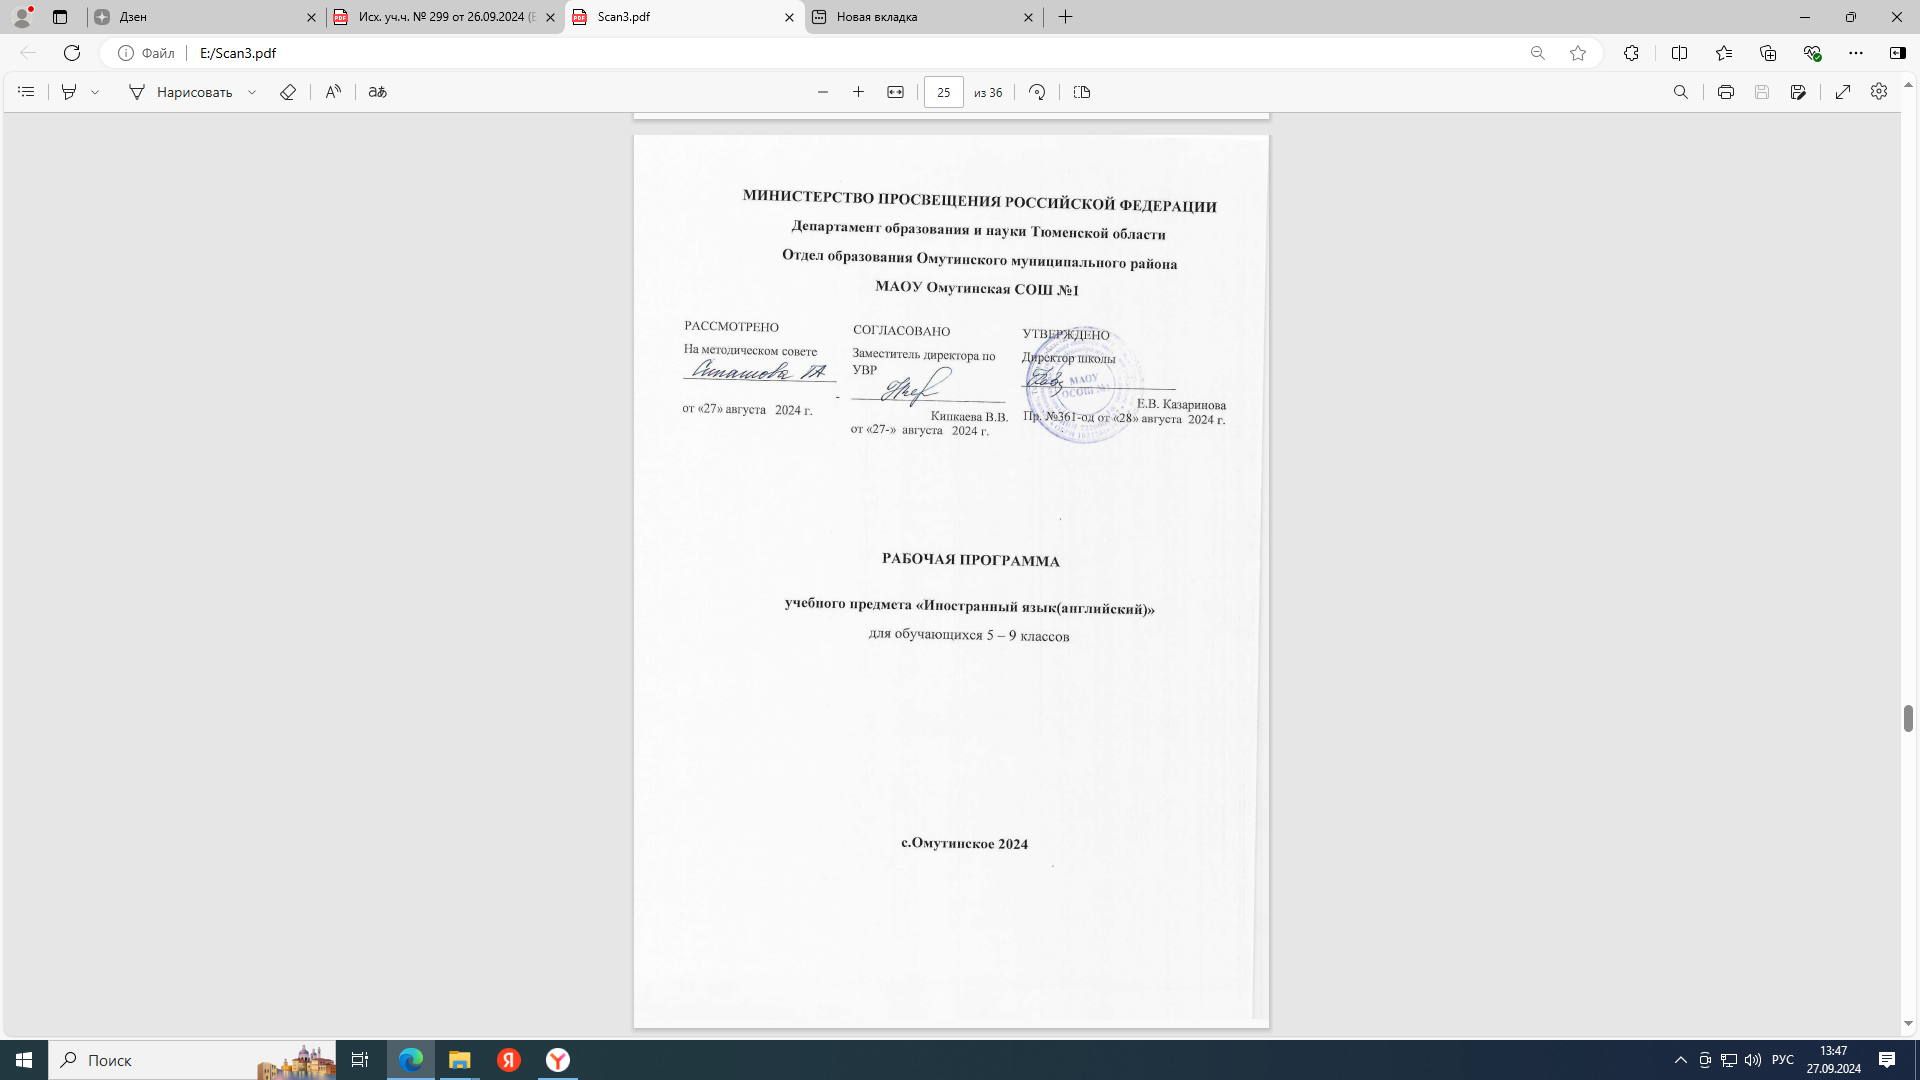 Дзен
Исх. уч.ч. № 299 от 26.09.2024 (Е
Scan3.pdf
Новая вкладка
Файл
E:/Scan3.pdf
Нарисовать
25
из 36
МИНИСТЕРСТВО ПРОСВЕЩЕНИЯ РОССИЙСКОЙ ФЕДЕРАЦИИ
Департамент образования и науки Тюменской области
Отдел образования Омутинского муниципального района
МАОУ Омутинская СОШ №1
РАССМОТРЕНО
На методическом совете
от «27» августа 2024 г.
СОГЛАСОВАНО
Заместитель директора по
УВР
Кипкаева В.В.
от «27-» августа 2024 г.
УТВЕРЖДЕНО
Директор школы
МАОУ
ОСОШ №1
Е.В. Казаринова
Пр. №361-од от «28» августа 2024 г.
РАБОЧАЯ ПРОГРАММА
учебного предмета «Иностранный язык(английский)»
для обучающихся 5 – 9 классов
с.Омутинское 2024
Поиск
РУС
13:47
27.09.2024